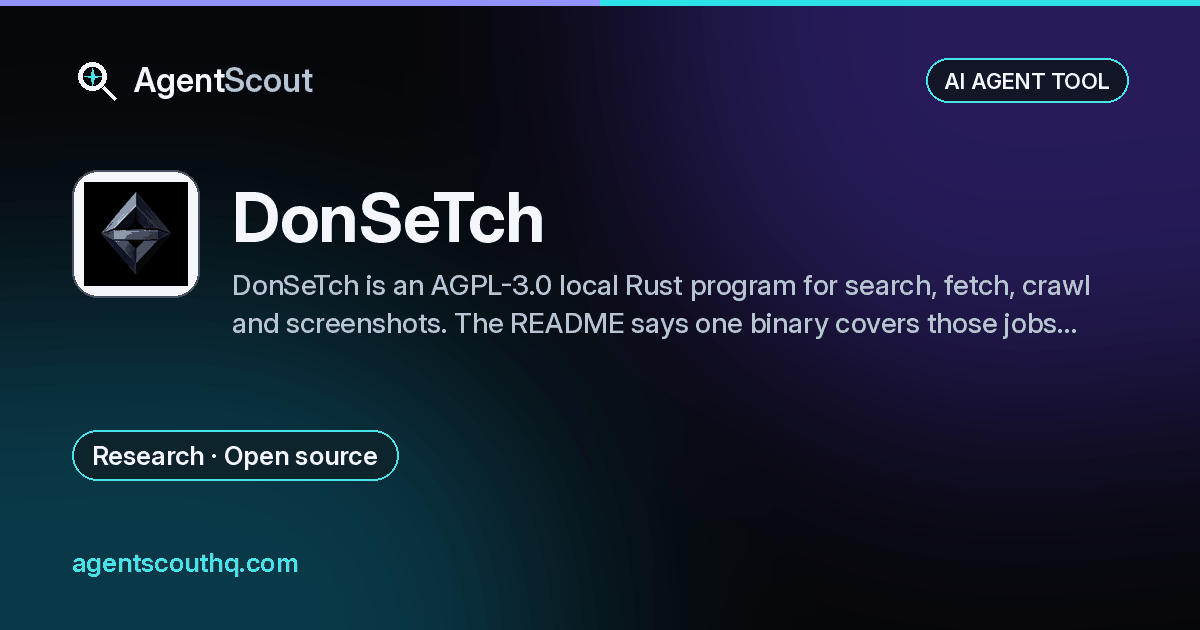 AgentScout
AI AGENT TOOL
DonSeTch
DonSeTch is an AGPL-3.0 local Rust program for search, fetch, crawl
and screenshots. The README says one binary covers those jobs...
Research · Open source
agentscouthq.com